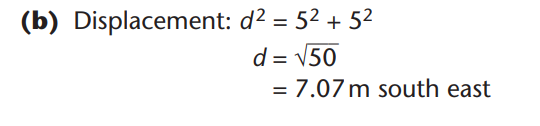 (b) Displacement: d² = 5² + 5²
d = √50
= 7.07 m south east